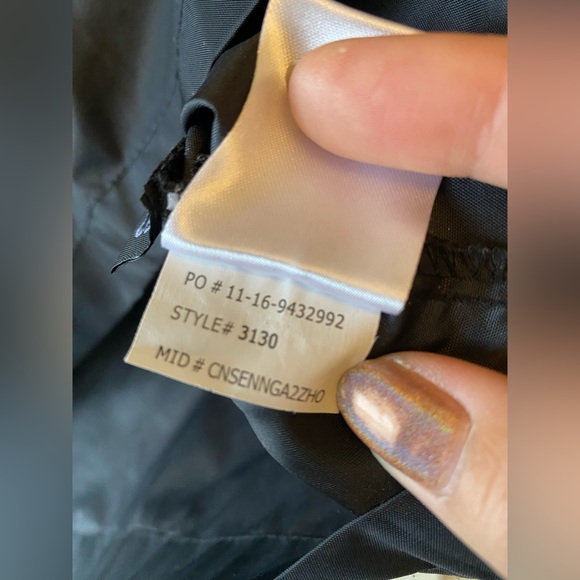 PO # 11-16-9432992
STYLE# 3130
MID # CNSENNGA2ZHO